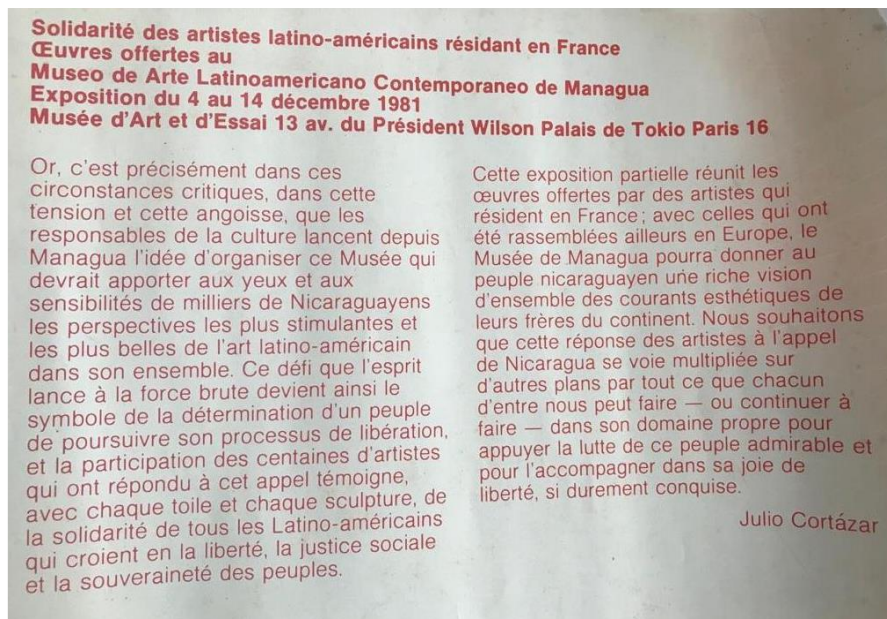 Solidarité des artistes latino-américains résidant en France
Œuvres offertes au
Museo de Arte Latinoamericano Contemporaneo de Managua
Exposition du 4 au 14 décembre 1981
Musée d'Art et d'Essai 13 av. du Président Wilson Palais de Tokio Paris 16
Or, c'est précisément dans ces
circonstances critiques, dans cette
tension et cette angoisse, que les
responsables de la culture lancent depuis
Managua l'idée d'organiser ce Musée qui
devrait apporter aux yeux et aux
sensibilités de milliers de Nicaraguayens
les perspectives les plus stimulantes et
les plus belles de l'art latino-américain
dans son ensemble. Ce défi que l'esprit
lance à la force brute devient ainsi le
symbole de la détermination d'un peuple
de poursuivre son processus de libération,
et la participation des centaines d'artistes
qui ont répondu à cet appel témoigne,
avec chaque toile et chaque sculpture, de
la solidarité de tous les Latino-américains
qui croient en la liberté, la justice sociale
et la souveraineté des peuples.
Cette exposition partielle réunit les
œuvres offertes par des artistes qui
résident en France ; avec celles qui ont
été rassemblées ailleurs en Europe, le
Musée de Managua pourra donner au
peuple nicaraguayen une riche vision
d'ensemble des courants esthétiques de
leurs frères du continent. Nous souhaitons
que cette réponse des artistes à l'appel
de Nicaragua se voie multipliée sur
d'autres plans par tout ce que chacun
d'entre nous peut faire — ou continuer à
faire — dans son domaine propre pour
appuyer la lutte de ce peuple admirable et
pour l'accompagner dans sa joie de
liberté, si durement conquise.
Julio Cortázar